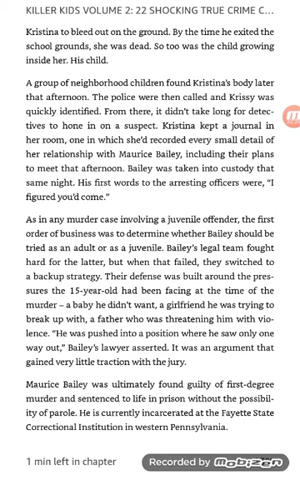 KILLER KIDS VOLUME 2: 22 SHOCKING TRUE CRIME C...
Kristina to bleed out on the ground. By the time he exited the
school grounds, she was dead. So too was the child growing
inside her. His child.
A group of neighborhood children found Kristina's body later
that afternoon. The police were then called and Krissy was
quickly identified. From there, it didn't take long for detec-
tives to hone in on a suspect. Kristina kept a journal in
her room, one in which she'd recorded every small detail of
her relationship with Maurice Bailey, including their plans
to meet that afternoon. Bailey was taken into custody that
same night. His first words to the arresting officers were, "I
figured you'd come."
As in any murder case involving a juvenile offender, the first
order of business was to determine whether Bailey should be
tried as an adult or as a juvenile. Bailey's legal team fought
hard for the latter, but when that failed, they switched to
a backup strategy. Their defense was built around the pres-
sures the 15-year-old had been facing at the time of the
murder – a baby he didn't want, a girlfriend he was trying to
break up with, a father who was threatening him with vio-
lence. "He was pushed into a position where he saw only one
way out," Bailey's lawyer asserted. It was an argument that
gained very little traction with the jury.
Maurice Bailey was ultimately found guilty of first-degree
murder and sentenced to life in prison without the possibil-
ity of parole. He is currently incarcerated at the Fayette State
Correctional Institution in western Pennsylvania.
1 min left in chapter
Recorded by mobizen